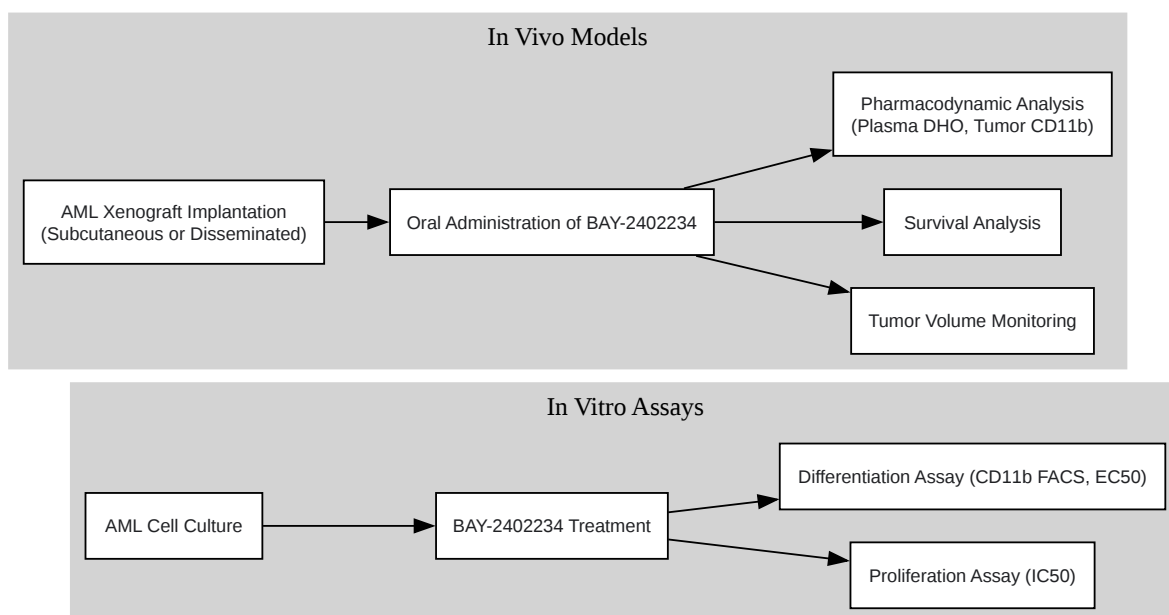 In Vivo Models
AML Xenograft Implantation
(Subcutaneous or Disseminated)
Oral Administration of BAY-2402234
Pharmacodynamic Analysis
(Plasma DHO, Tumor CD11b)
Survival Analysis
Tumor Volume Monitoring
In Vitro Assays
AML Cell Culture
BAY-2402234 Treatment
Differentiation Assay (CD11b FACS, EC50)
Proliferation Assay (IC50)